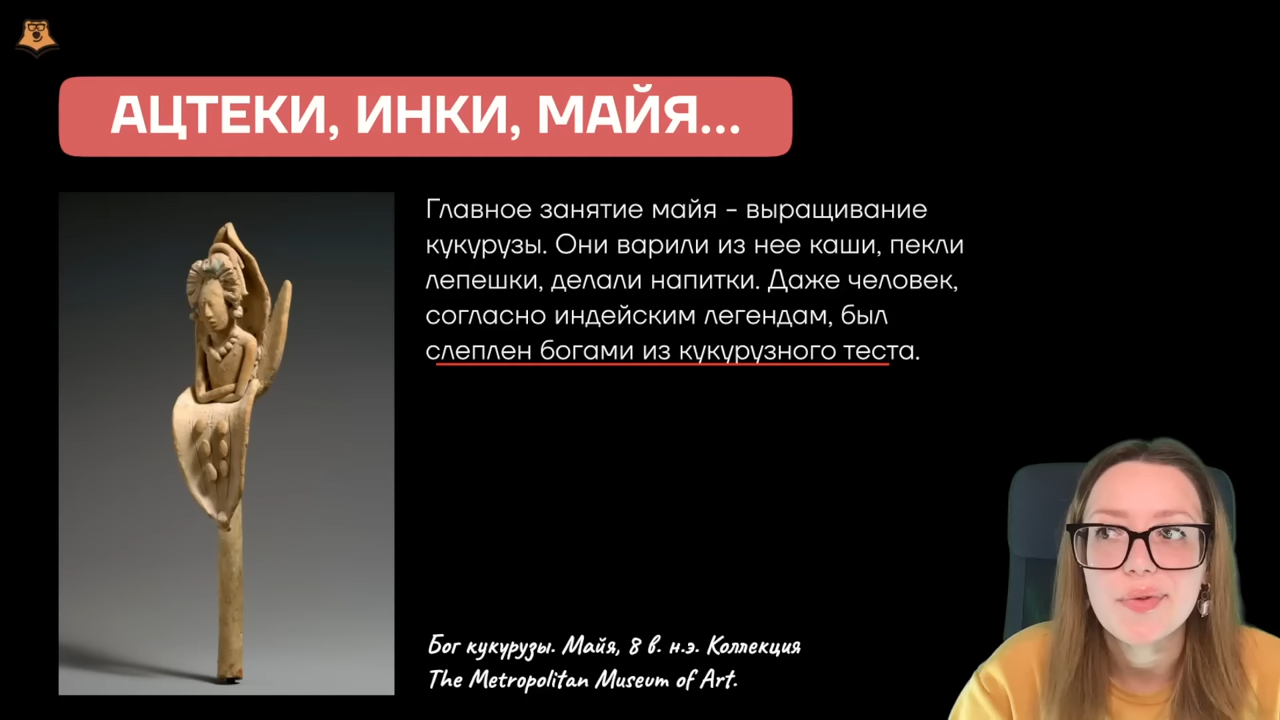 АЦТЕКИ, ИНКИ, МАЙЯ...
Главное занятие майя - выращивание
кукурузы. Они варили из нее каши, пекли
лепешки, делали напитки. Даже человек,
согласно индейским легендам, был
слеплен богами из кукурузного теста.
Бог кукурузы. Майя, 8 в. н.э. Коллекция
The Metropolitan Museum of Art.